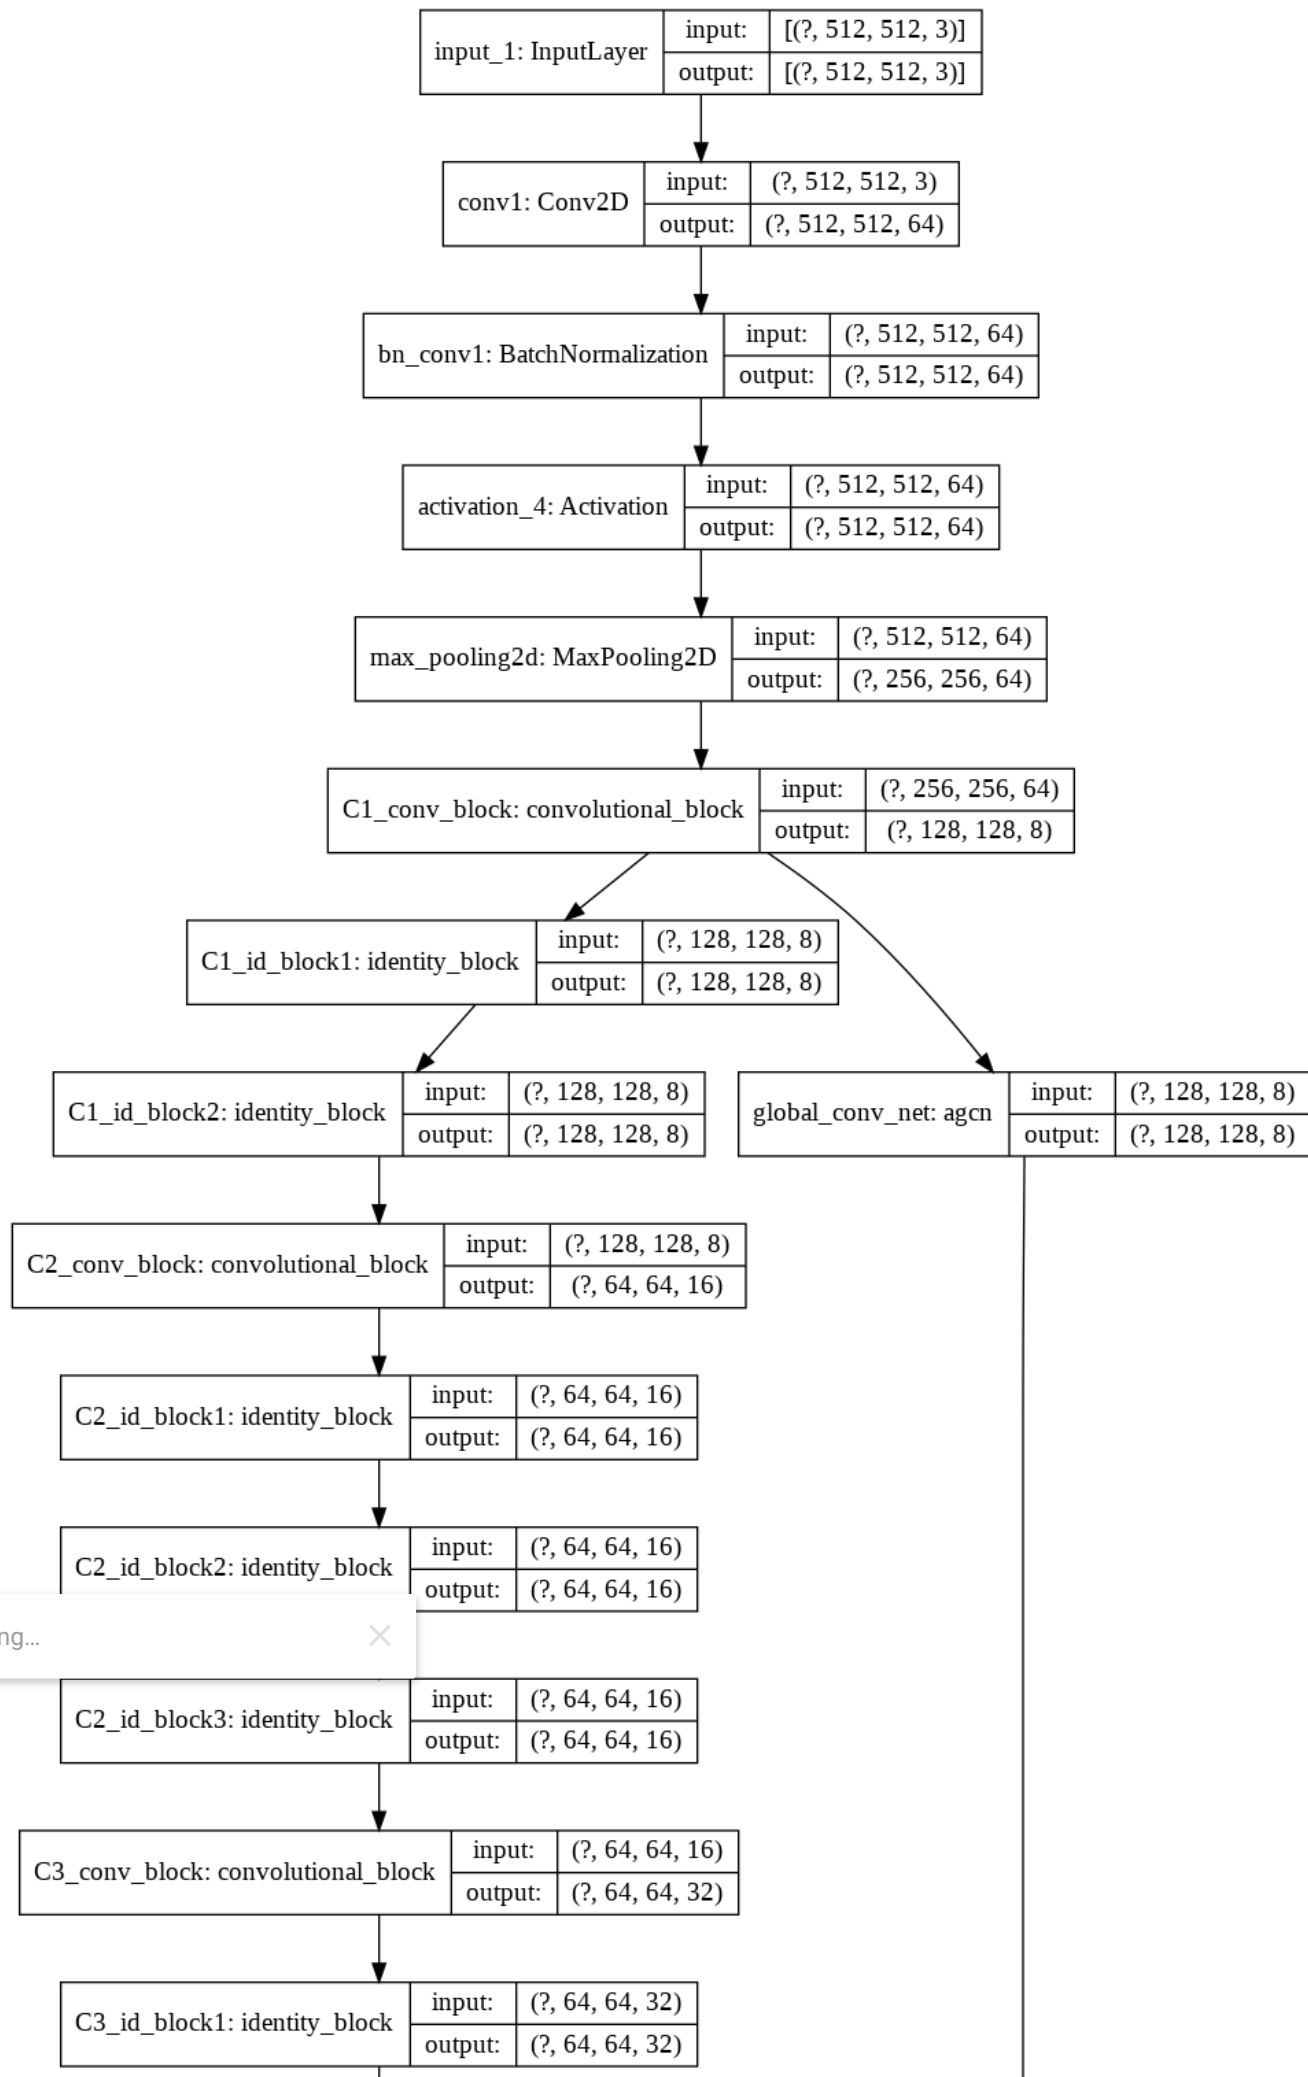 input_1: InputLayer
input: [(?, 512, 512, 3)]
output: [(?, 512, 512, 3)]
conv1: Conv2D
input: (?, 512, 512, 3)
output: (?, 512, 512, 64)
bn_conv1: BatchNormalization
input: (?, 512, 512, 64)
output: (?, 512, 512, 64)
activation_4: Activation
input: (?, 512, 512, 64)
output: (?, 512, 512, 64)
max_pooling2d: MaxPooling2D
input: (?, 512, 512, 64)
output: (?, 256, 256, 64)
C1_conv_block: convolutional_block
input: (?, 256, 256, 64)
output: (?, 128, 128, 8)
C1_id_block1: identity_block
input: (?, 128, 128, 8)
output: (?, 128, 128, 8)
C1_id_block2: identity_block
input: (?, 128, 128, 8)
output: (?, 128, 128, 8)
global_conv_net: agcn
input: (?, 128, 128, 8)
output: (?, 128, 128, 8)
C2_conv_block: convolutional_block
input: (?, 128, 128, 8)
output: (?, 64, 64, 16)
C2_id_block1: identity_block
input: (?, 64, 64, 16)
output: (?, 64, 64, 16)
C2_id_block2: identity_block
input: (?, 64, 64, 16)
output: (?, 64, 64, 16)
ng...
C2_id_block3: identity_block
input: (?, 64, 64, 16)
output: (?, 64, 64, 16)
C3_conv_block: convolutional_block
input: (?, 64, 64, 16)
output: (?, 64, 64, 32)
C3_id_block1: identity_block
input: (?, 64, 64, 32)
output: (?, 64, 64, 32)